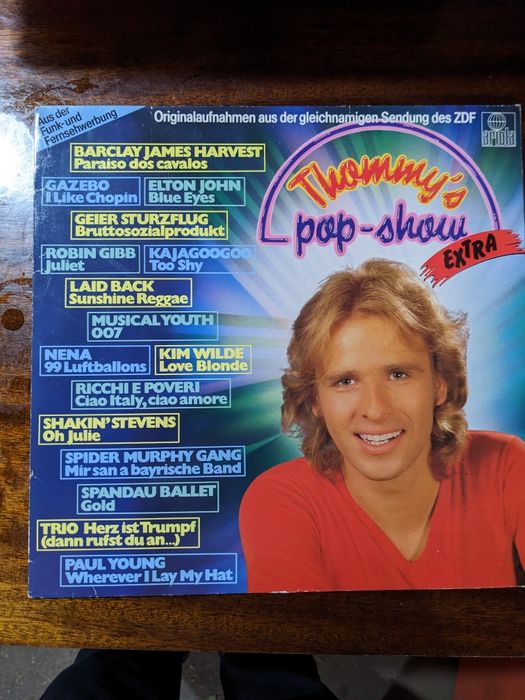 Aus der
Funk- und
Fernsehwerbung
Originalaufnahmen aus der gleichnamigen Sendung des ZDF
ariola
Thommy's
pop-show
EXTRA
BARCLAY JAMES HARVEST
Paraiso dos cavalos
GAZEBO
I Like Chopin
ELTON JOHN
Blue Eyes
GEIER STURZFLUG
Bruttosozialprodukt
ROBIN GIBB
Juliet
KAJAGOOGOO
Too Shy
LAID BACK
Sunshine Reggae
MUSICAL YOUTH
007
NENA
99 Luftballons
KIM WILDE
Love Blonde
RICCHI E POVERI
Ciao Italy, ciao amore
SHAKIN' STEVENS
Oh Julie
SPIDER MURPHY GANG
Mir san a bayrische Band
SPANDAU BALLET
Gold
TRIO Herz ist Trumpf
(dann rufst du an...)
PAUL YOUNG
Wherever I Lay My Hat